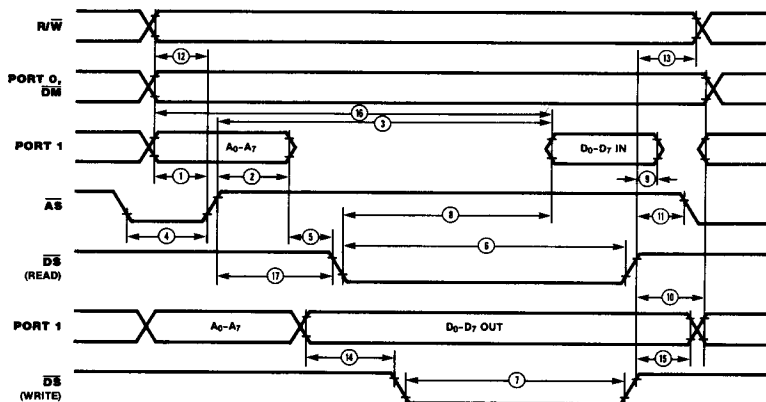 R/W̅
12
13
PORT 0,
D̅M̅
16
3
PORT 1
A₀–A₇
D₀–D₇ IN
1
2
9
A̅S̅
4
8
11
5
6
D̅S̅
(READ)
17
10
PORT 1
A₀–A₇
D₀–D₇ OUT
14
15
D̅S̅
(WRITE)
7